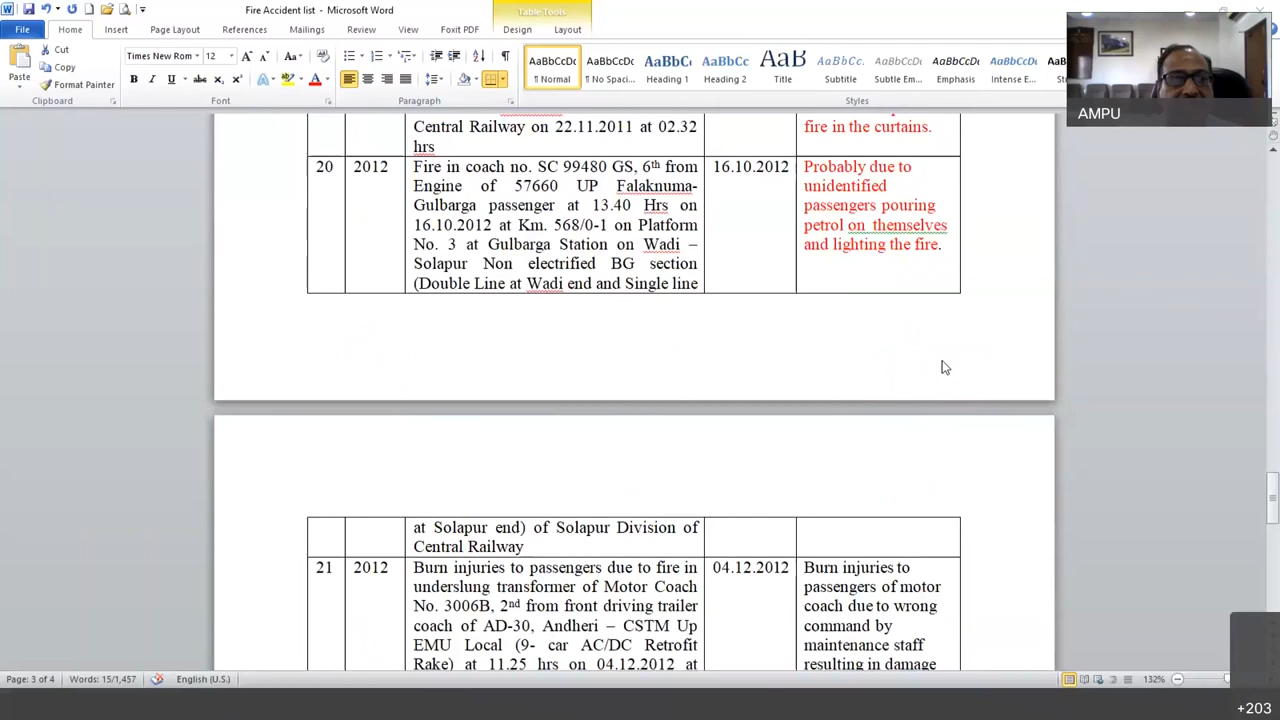 Fire Accident list - Microsoft Word
Table Tools
File Home Insert Page Layout References Mailings Review View Foxit PDF Design Layout
Cut
Copy
Format Painter
Paste
Clipboard
Times New Rom 12
Font
Paragraph
AaBbCcDc AaBbCcDc AaBbCc AaBbCc AaB AaBbCc. AaBbCcDc AaBbCcDc AaBbCcDc
¶ Normal ¶ No Spaci... Heading 1 Heading 2 Title Subtitle Subtle Em... Emphasis Intense E...
Styles
AMPU
Central Railway on 22.11.2011 at 02.32
hrs
fire in the curtains.
20
2012
Fire in coach no. SC 99480 GS, 6th from
Engine of 57660 UP Falaknuma-
Gulbarga passenger at 13.40 Hrs on
16.10.2012 at Km. 568/0-1 on Platform
No. 3 at Gulbarga Station on Wadi –
Solapur Non electrified BG section
(Double Line at Wadi end and Single line
16.10.2012
Probably due to
unidentified
passengers pouring
petrol on themselves
and lighting the fire.
at Solapur end) of Solapur Division of
Central Railway
21
2012
Burn injuries to passengers due to fire in
underslung transformer of Motor Coach
No. 3006B, 2nd from front driving trailer
coach of AD-30, Andheri – CSTM Up
EMU Local (9- car AC/DC Retrofit
Rake) at 11.25 hrs on 04.12.2012 at
04.12.2012
Burn injuries to
passengers of motor
coach due to wrong
command by
maintenance staff
resulting in damage
Page: 3 of 4 Words: 15/1,457 English (U.S.) 132%
+203